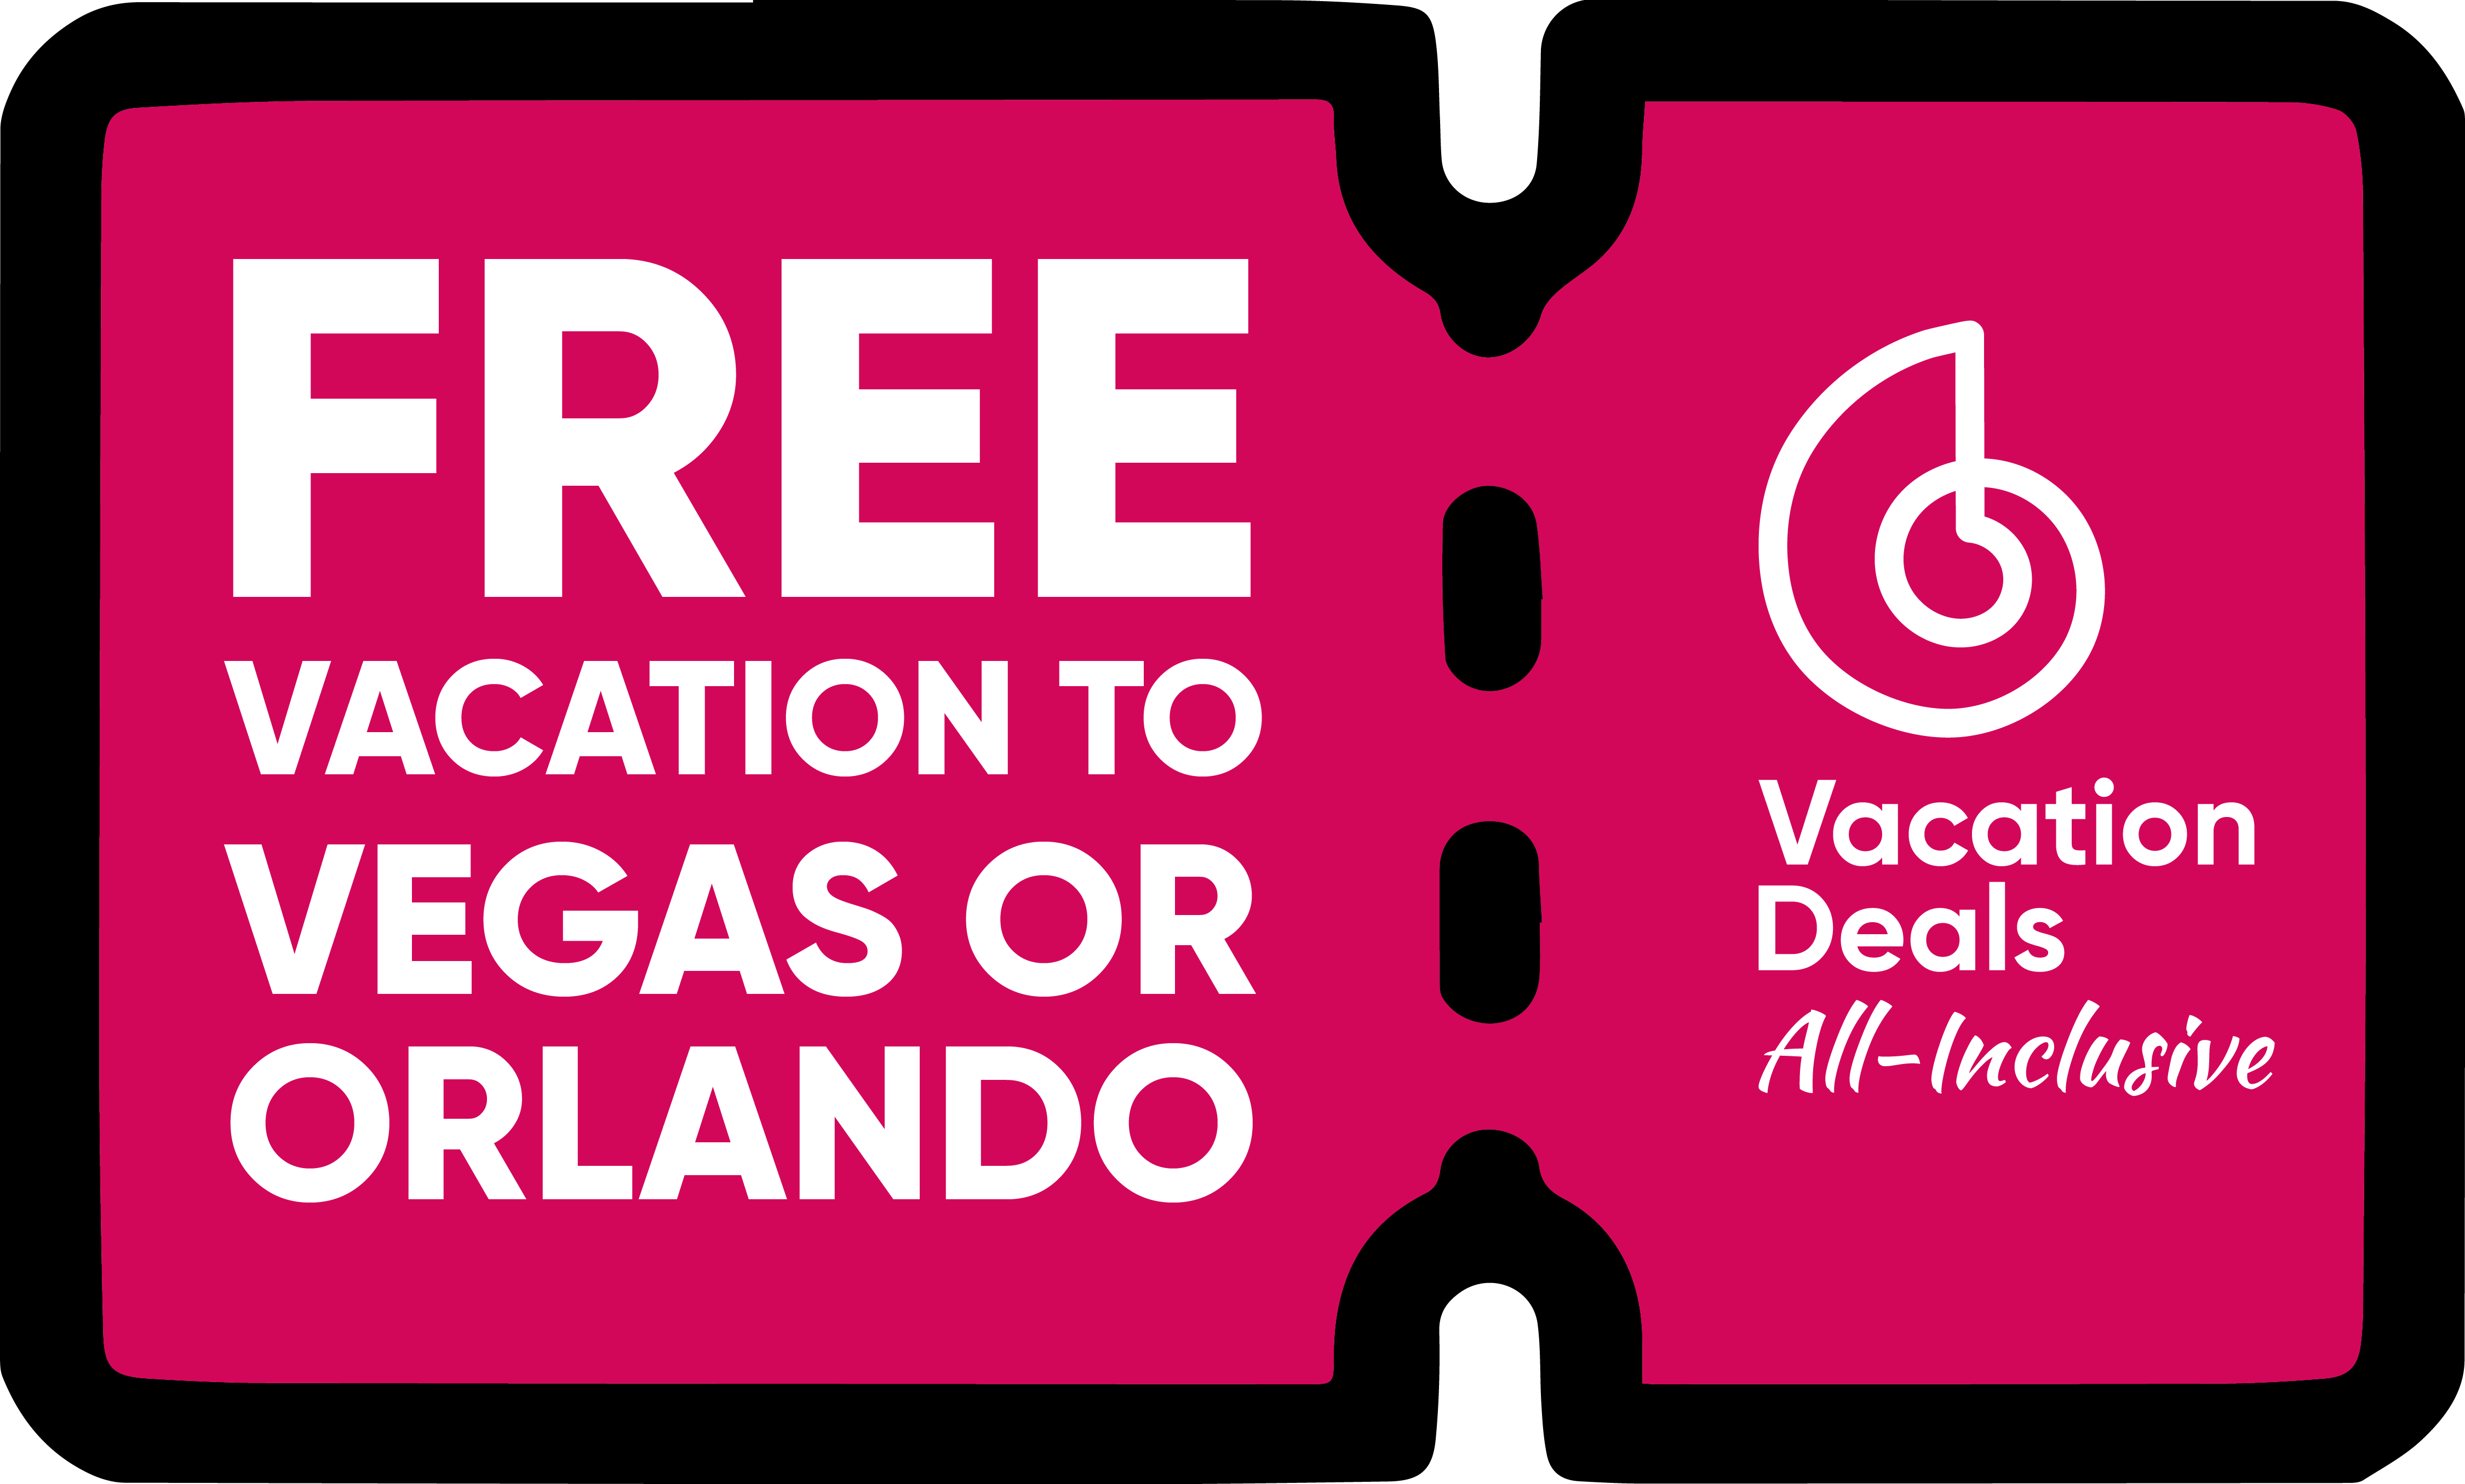 FREE
VACATION TO
VEGAS OR
ORLANDO
Vacation
Deals
All-Inclusive